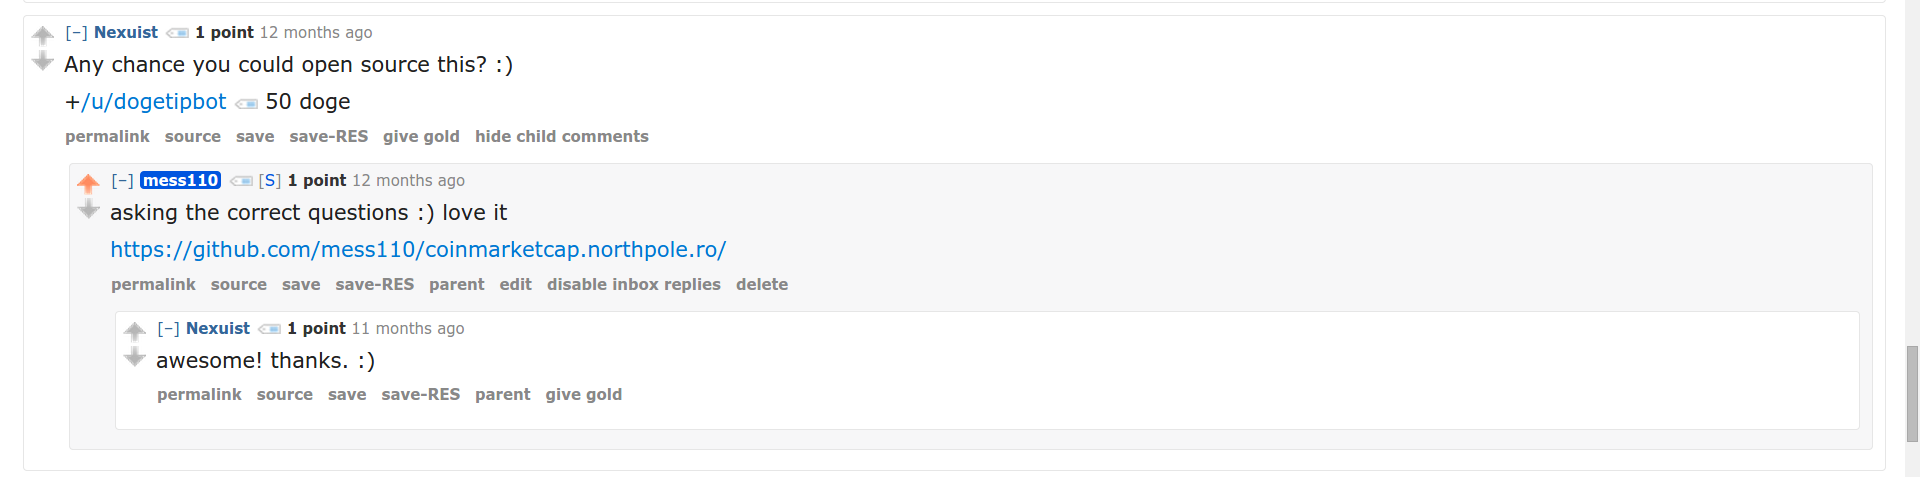 [−] Nexuist 1 point 12 months ago
Any chance you could open source this? :)
+/u/dogetipbot 50 doge
permalink source save save-RES give gold hide child comments
[−] mess110 [S] 1 point 12 months ago
asking the correct questions :) love it
https://github.com/mess110/coinmarketcap.northpole.ro/
permalink source save save-RES parent edit disable inbox replies delete
[−] Nexuist 1 point 11 months ago
awesome! thanks. :)
permalink source save save-RES parent give gold